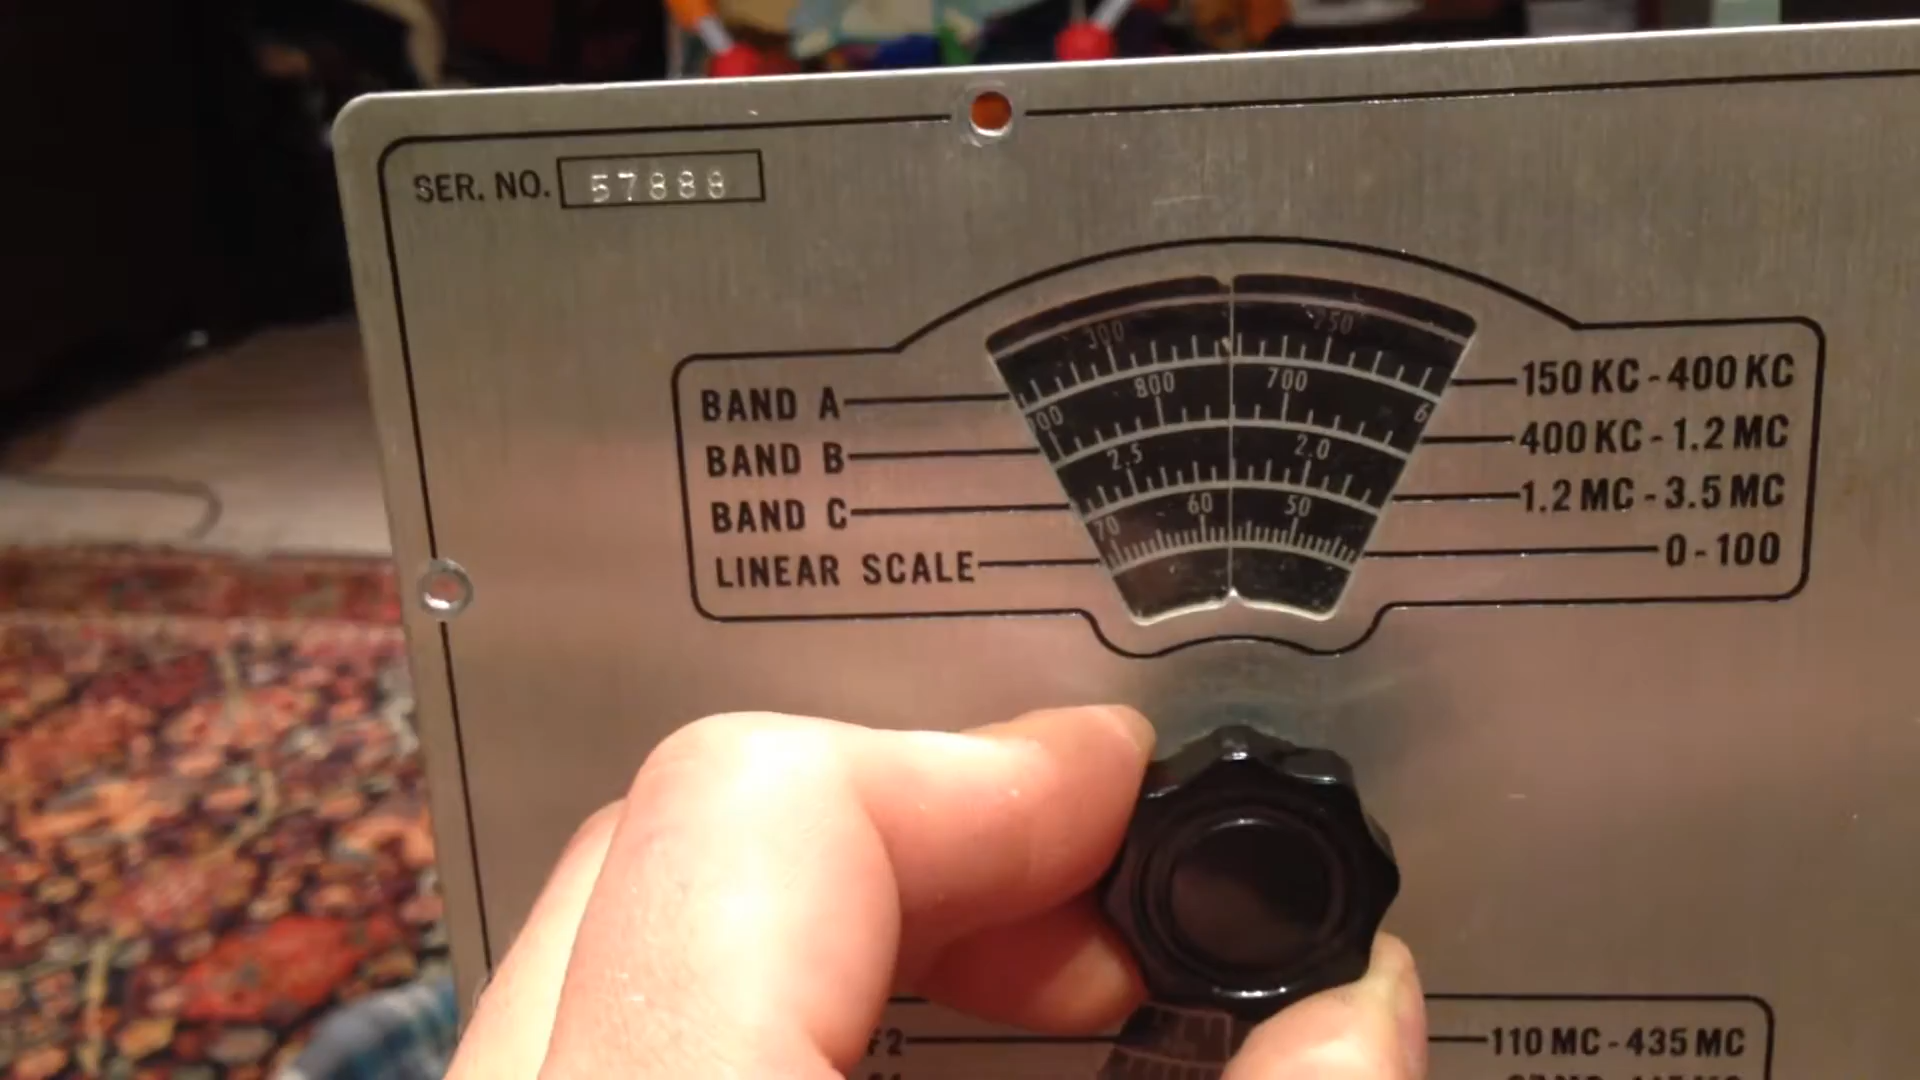 SER. NO. 57888
300 250
BAND A 150 KC - 400 KC
800 700
BAND B 400 KC - 1.2 MC
2.5 2.0
BAND C 1.2 MC - 3.5 MC
70 60 50
LINEAR SCALE 0 - 100
F2 110 MC - 435 MC